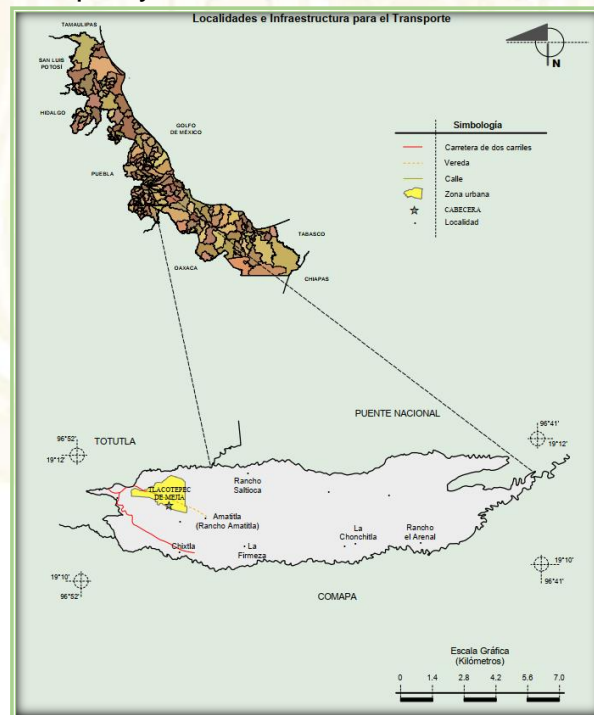 Localidades e Infraestructura para el Transporte
TAMAULIPAS
SAN LUIS
POTOSÍ
HIDALGO
GOLFO
DE MÉXICO
PUEBLA
OAXACA
TABASCO
CHIAPAS
N
Simbología
Carretera de dos carriles
Vereda
Calle
Zona urbana
CABECERA
Localidad
PUENTE NACIONAL
TOTUTLA
96°52'
19°12'
96°41'
19°12'
TLACOTEPEC
DE MEJIA
Rancho
Saltioca
Amatitla
(Rancho Amatitla)
Chixtla
La
Firmeza
La
Chonchitla
Rancho
el Arenal
19°10'
96°52'
19°10'
96°41'
COMAPA
Escala Gráfica
(Kilómetros)
0 1.4 2.8 4.2 5.6 7.0